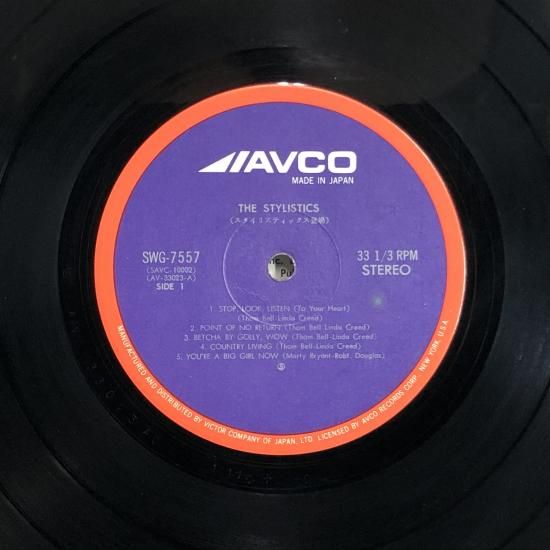 AVCO
MADE IN JAPAN
THE STYLISTICS
(スタイリスティックス登場)
SWG-7557
(SAVC-10002)
(AV-33023-A)
SIDE 1
33 1/3 RPM
STEREO
1. STOP, LOOK, LISTEN (To Your Heart)
(Thom Bell Linda Creed)
2. POINT OF NO RETURN (Thom Bell Linda Creed)
3. BETCHA BY GOLLY, WOW (Thom Bell-Linda Creed)
4. COUNTRY LIVING (Thom Bell-Linda Creed)
5. YOU'RE A BIG GIRL NOW (Marty Bryant-Robt. Douglas)
MANUFACTURED AND DISTRIBUTED BY VICTOR COMPANY OF JAPAN, LTD. LICENSED BY AVCO RECORDS CORP. NEW YORK, U.S.A.